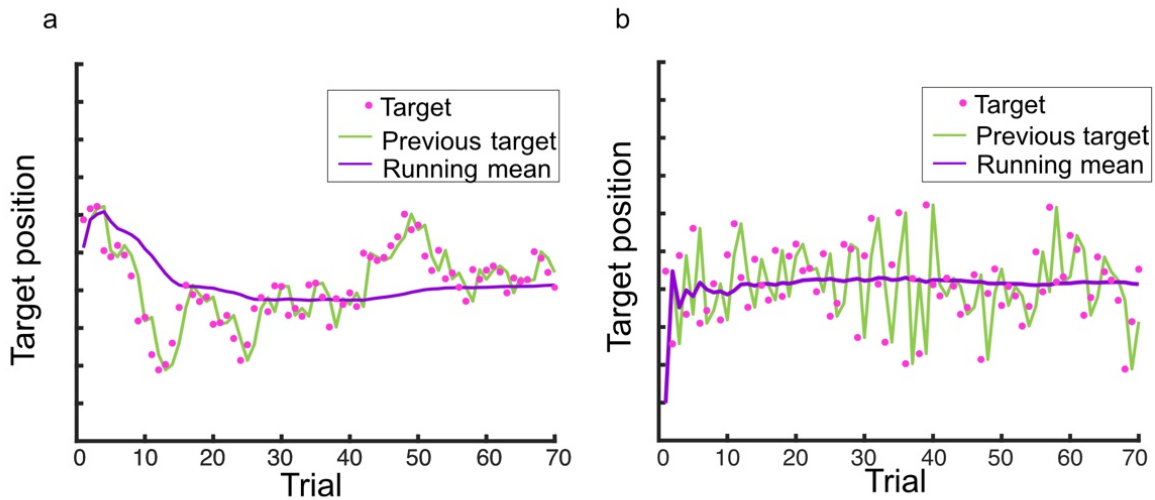 a
Target
Previous target
Running mean
Target position
0 10 20 30 40 50 60 70
Trial
b
Target
Previous target
Running mean
Target position
0 10 20 30 40 50 60 70
Trial